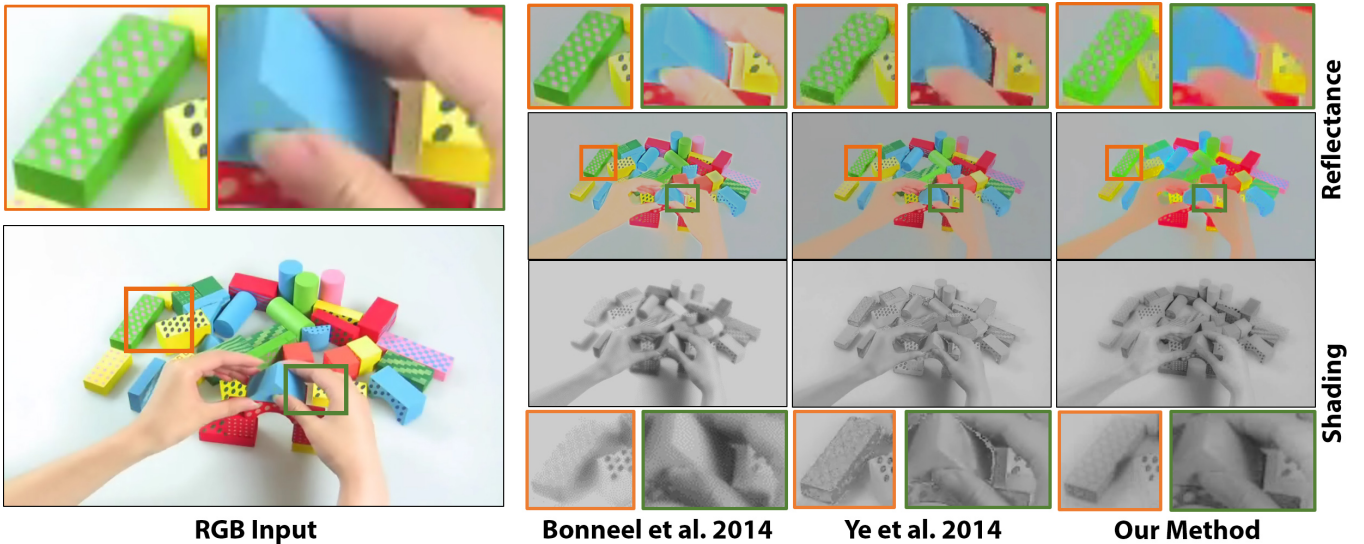 Reflectance
Shading
RGB Input
Bonneel et al. 2014
Ye et al. 2014
Our Method